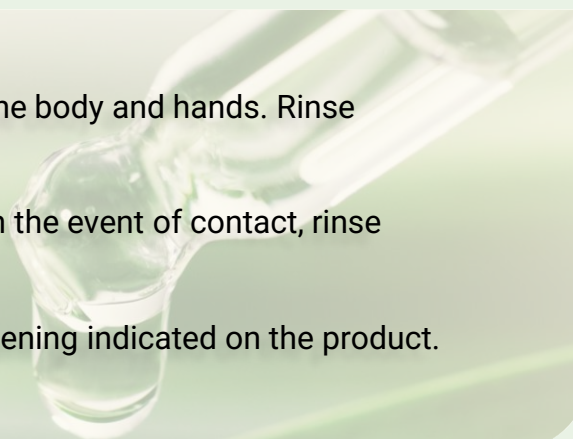 he body and hands. Rinse
the event of contact, rinse
ening indicated on the product.